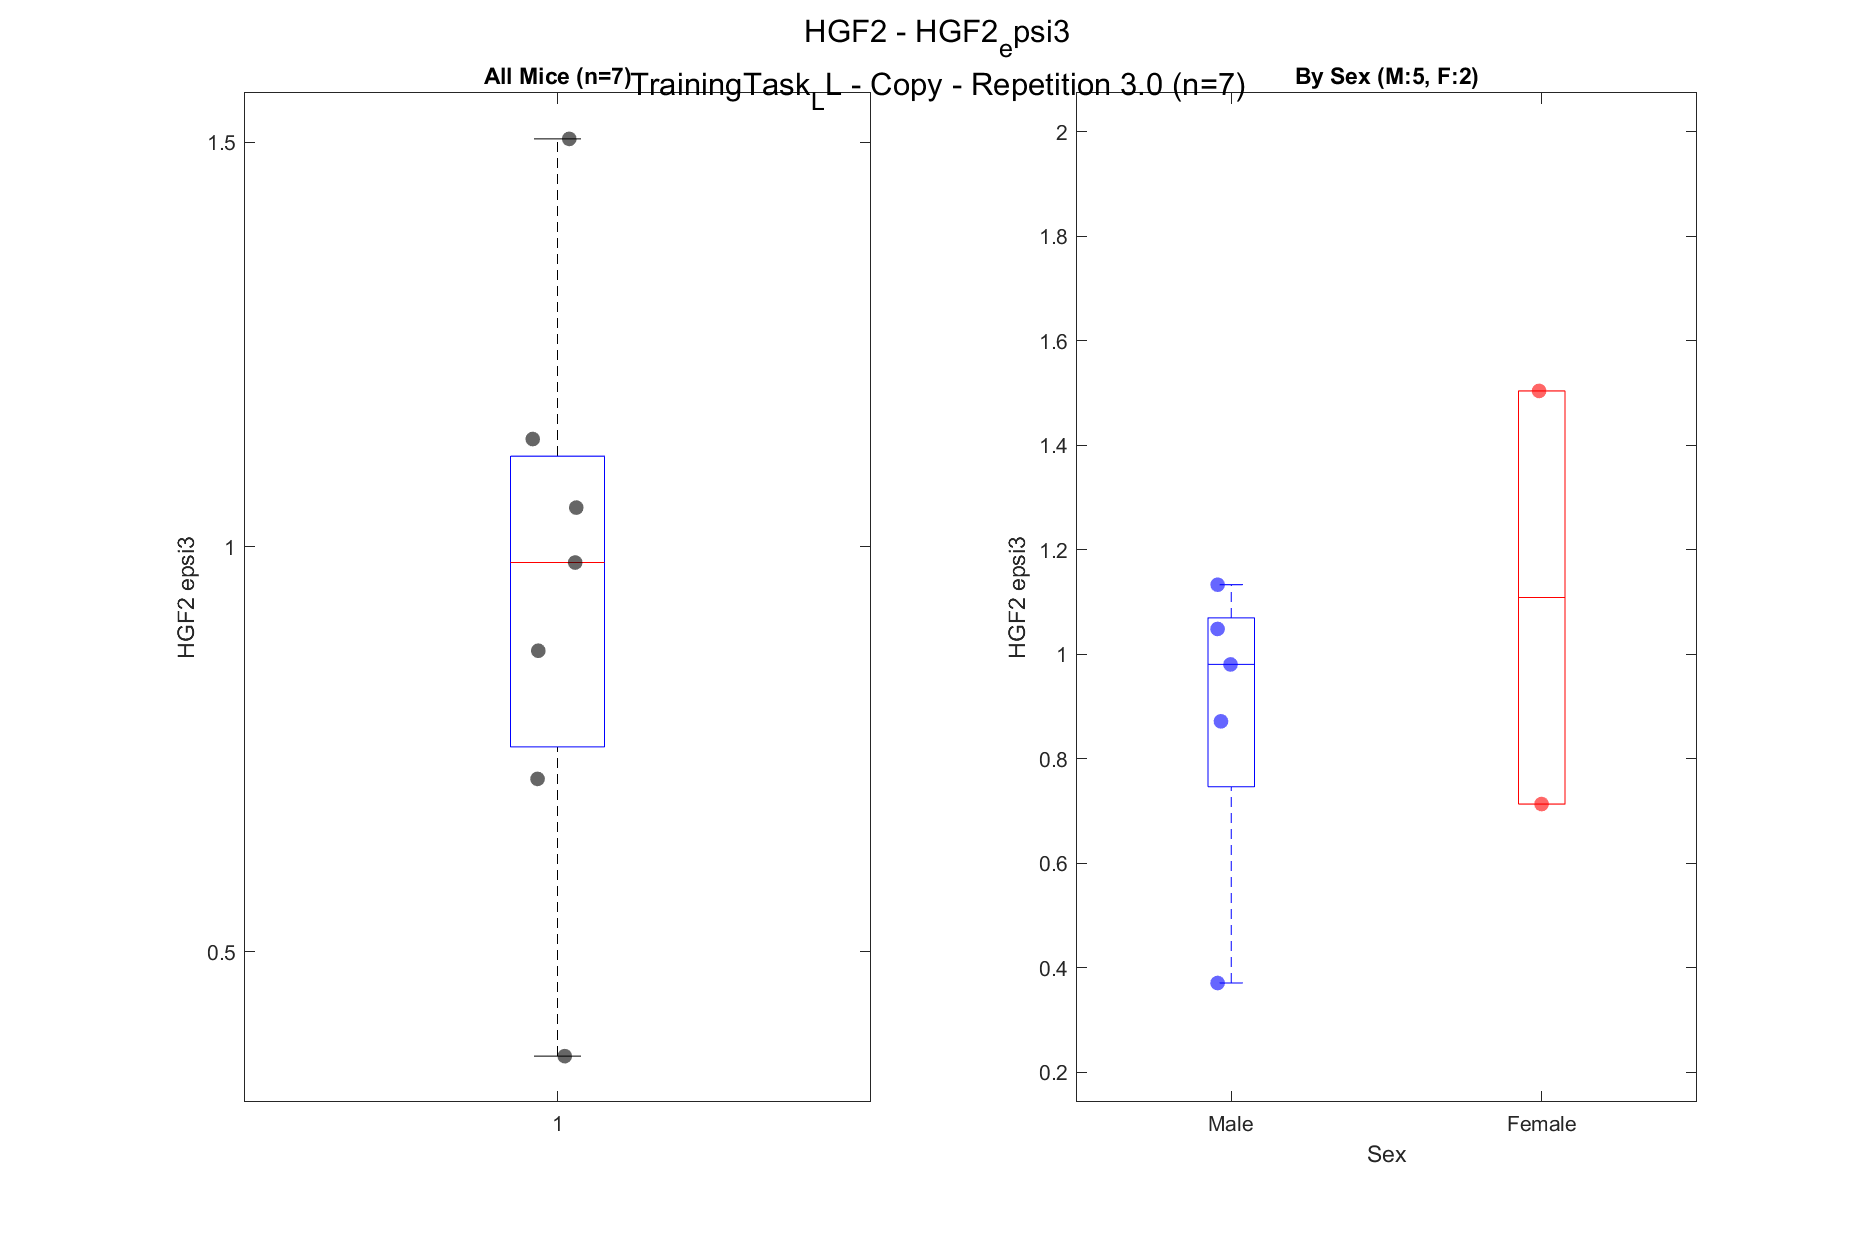 HGF2 - HGF2epsi3
TrainingTaskLL - Copy - Repetition 3.0 (n=7)
All Mice (n=7)
1.5
1
0.5
HGF2 epsi3
1
By Sex (M:5, F:2)
2
1.8
1.6
1.4
1.2
1
0.8
0.6
0.4
0.2
HGF2 epsi3
Male Female
Sex